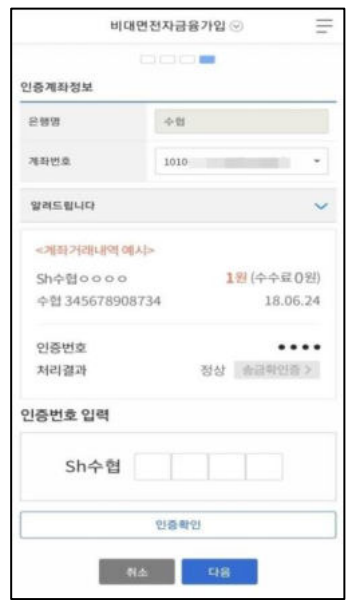 비대면전자금융가입
인증계좌정보
은행명 수협
계좌번호 1010
알려드립니다
<계좌거래내역 예시>
Sh수협ㅇㅇㅇㅇ 1원 (수수료 0원)
수협 345678908734 18.06.24
인증번호 ●●●●
처리결과 정상 송금확인증 >
인증번호 입력
Sh수협
인증확인
취소 다음